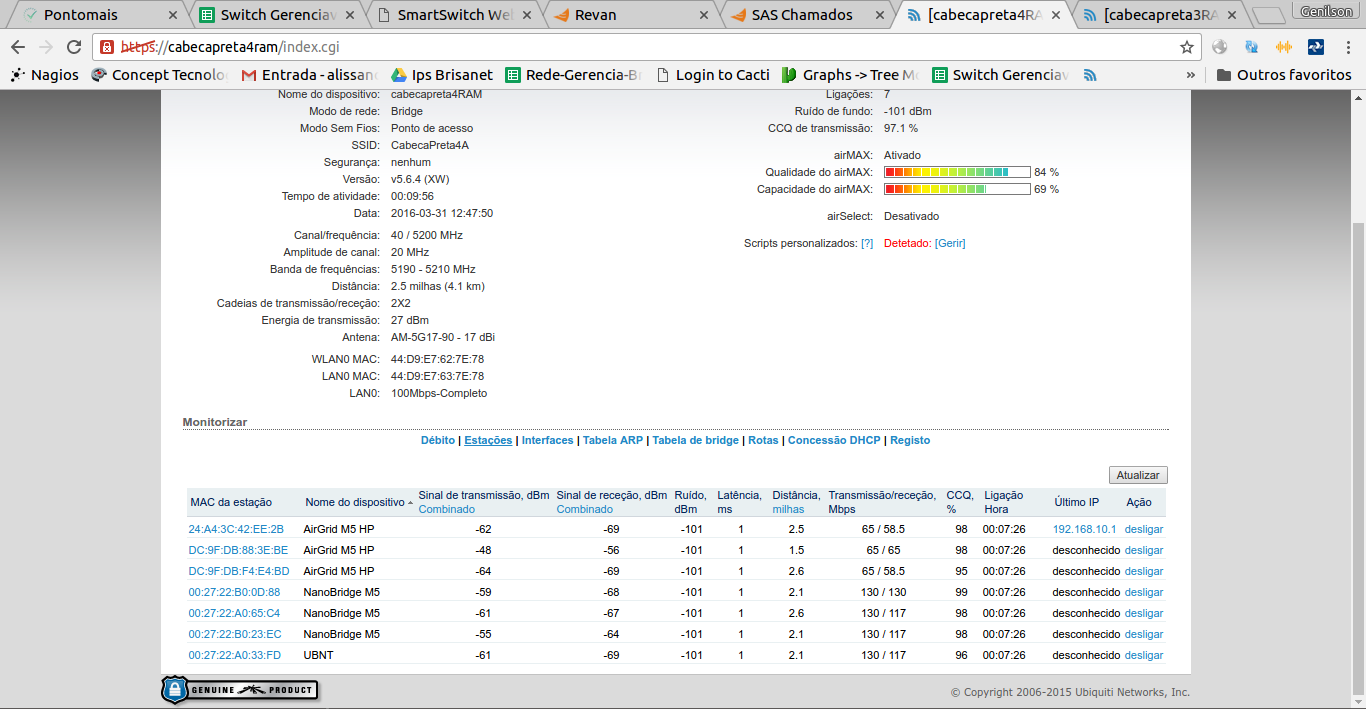 Genilson
Pontomais
Switch Gerenciav
SmartSwitch Web
Revan
SAS Chamados
[cabecapreta4RA
[cabecapreta3RA
https://cabecapreta4ram/index.cgi
Nagios
Concept Tecnolo
Entrada - alissan
Ips Brisanet
Rede-Gerencia-B
Login to Cacti
Graphs -> Tree Mo
Switch Gerenciav
»
Outros favoritos
Nome do dispositivo: cabecapreta4RAM
Modo de rede: Bridge
Modo Sem Fios: Ponto de acesso
SSID: CabecaPreta4A
Segurança: nenhum
Versão: v5.6.4 (XW)
Tempo de atividade: 00:09:56
Data: 2016-03-31 12:47:50
Canal/frequência: 40 / 5200 MHz
Amplitude de canal: 20 MHz
Banda de frequências: 5190 - 5210 MHz
Distância: 2.5 milhas (4.1 km)
Cadeias de transmissão/receção: 2X2
Energia de transmissão: 27 dBm
Antena: AM-5G17-90 - 17 dBi
WLAN0 MAC: 44:D9:E7:62:7E:78
LAN0 MAC: 44:D9:E7:63:7E:78
LAN0: 100Mbps-Completo
Ligações: 7
Ruído de fundo: -101 dBm
CCQ de transmissão: 97.1 %
airMAX: Ativado
Qualidade do airMAX: 84 %
Capacidade do airMAX: 69 %
airSelect: Desativado
Scripts personalizados: [?] Detetado: [Gerir]
Monitorizar
Débito | Estações | Interfaces | Tabela ARP | Tabela de bridge | Rotas | Concessão DHCP | Registo
Atualizar
MAC da estação Nome do dispositivo Sinal de transmissão, dBm Combinado Sinal de receção, dBm Combinado Ruído, dBm Latência, ms Distância, milhas Transmissão/receção, Mbps CCQ, % Ligação Hora Último IP Ação
24:A4:3C:42:EE:2B AirGrid M5 HP -62 -69 -101 1 2.5 65 / 58.5 98 00:07:26 192.168.10.1 desligar
DC:9F:DB:88:3E:BE AirGrid M5 HP -48 -56 -101 1 1.5 65 / 65 98 00:07:26 desconhecido desligar
DC:9F:DB:F4:E4:BD AirGrid M5 HP -64 -69 -101 1 2.6 65 / 58.5 95 00:07:26 desconhecido desligar
00:27:22:B0:0D:88 NanoBridge M5 -59 -68 -101 1 2.1 130 / 130 99 00:07:26 desconhecido desligar
00:27:22:A0:65:C4 NanoBridge M5 -61 -67 -101 1 2.6 130 / 117 98 00:07:26 desconhecido desligar
00:27:22:B0:23:EC NanoBridge M5 -55 -64 -101 1 2.1 130 / 117 98 00:07:26 desconhecido desligar
00:27:22:A0:33:FD UBNT -61 -69 -101 1 2.1 130 / 117 96 00:07:26 desconhecido desligar
GENUINE PRODUCT
© Copyright 2006-2015 Ubiquiti Networks, Inc.